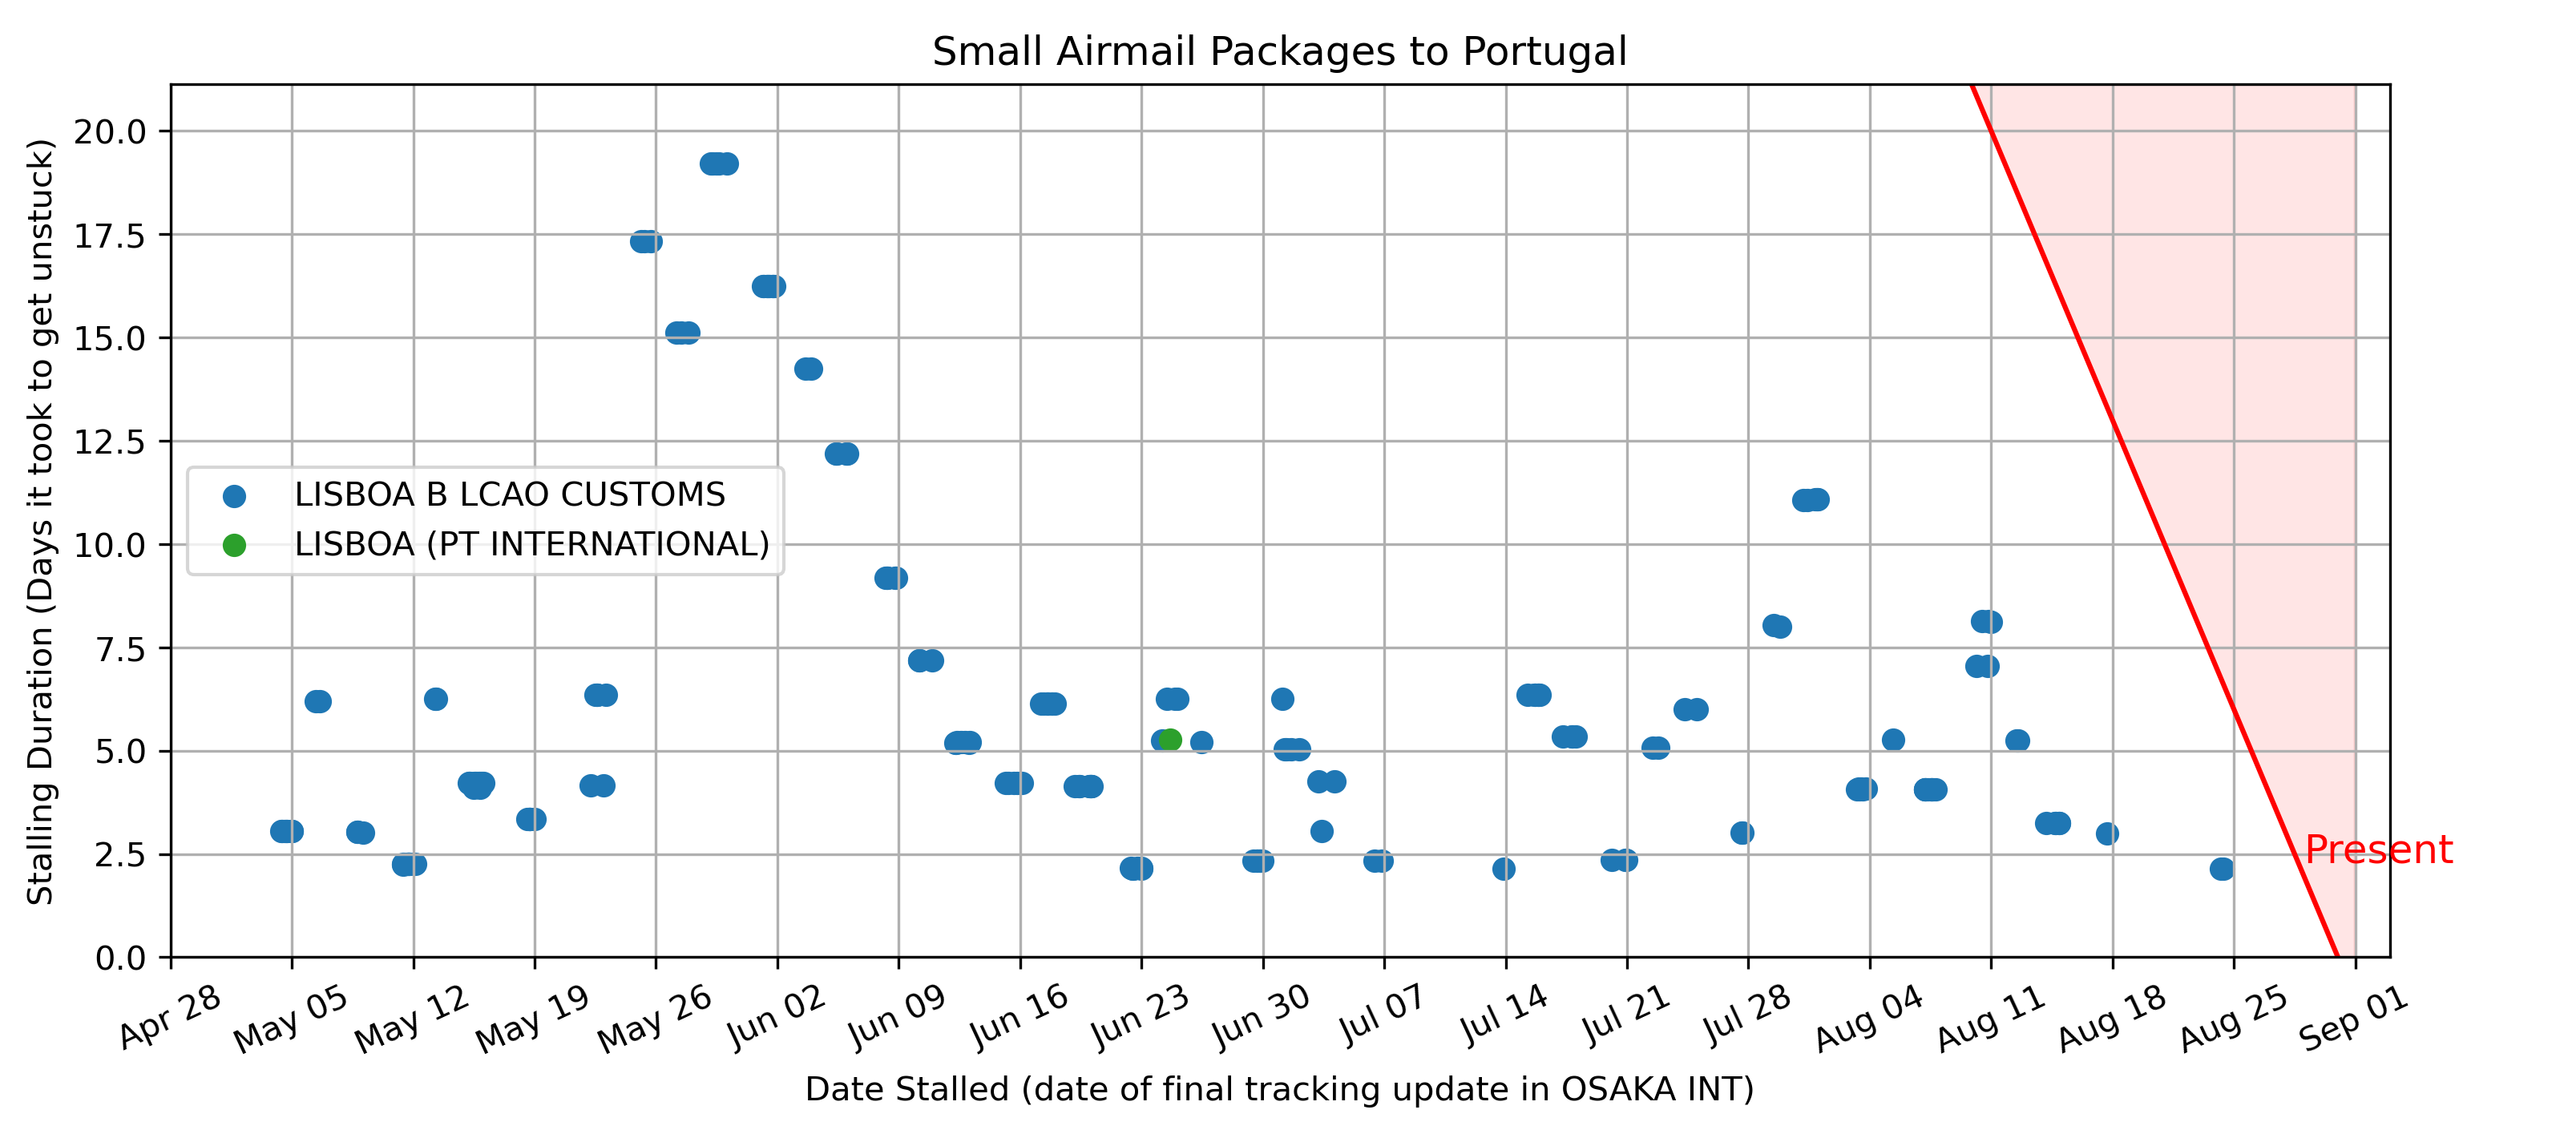 Small Airmail Packages to Portugal
Stalling Duration (Days it took to get unstuck)
20.0
17.5
15.0
12.5
10.0
7.5
5.0
2.5
0.0
LISBOA B LCAO CUSTOMS
LISBOA (PT INTERNATIONAL)
Present
Apr 28
May 05
May 12
May 19
May 26
Jun 02
Jun 09
Jun 16
Jun 23
Jun 30
Jul 07
Jul 14
Jul 21
Jul 28
Aug 04
Aug 11
Aug 18
Aug 25
Sep 01
Date Stalled (date of final tracking update in OSAKA INT)